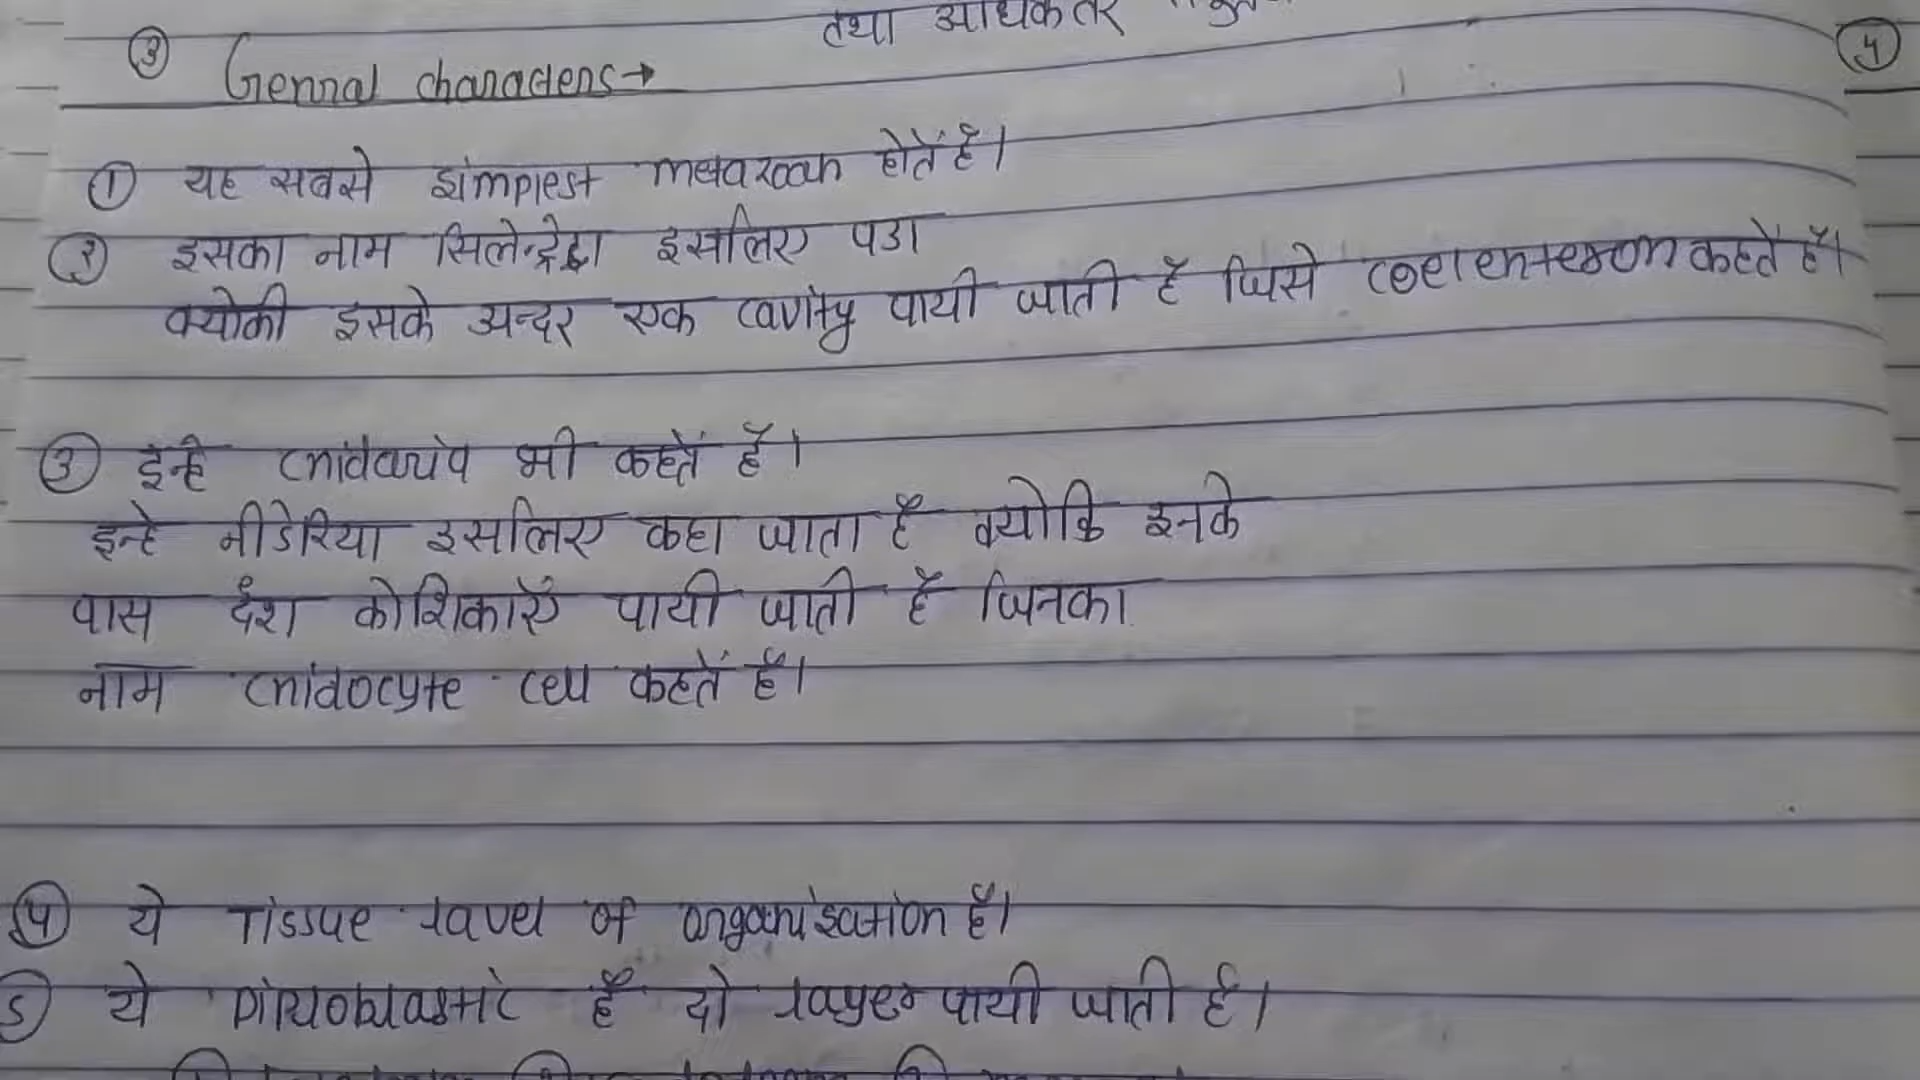 तथा अधिकतर
③ Genral characters→
④
① यह सबसे simplest metazoan होतें है।
② इसका नाम सिलेन्ट्रेटा इसलिए पडा
क्योकी इसके अन्दर एक cavity पायी जाती है जिसे coelenteron कहतें हैं।
③ इन्हे cnidaria भी कहतें हैं।
इन्हे नीडेरिया इसलिए कहा जाता हैं क्योकि इनके
पास दंश कोशिकाएँ पायी जाती हैं जिनका
नाम cnidocyte cell कहतें हैं।
④ ये Tissue lavel of organisation हैं।
5 ये Diploblastic हैं दो layer पायी जाती है।